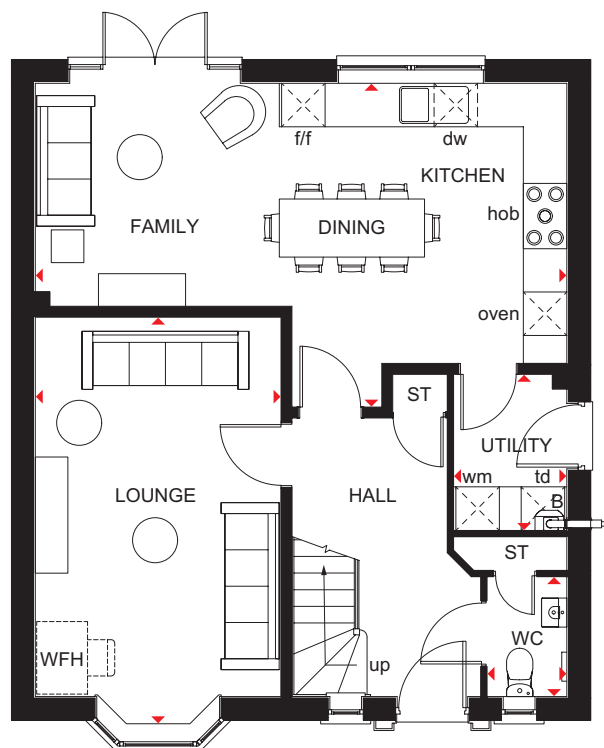 f/f
dw
KITCHEN
hob
FAMILY
DINING
oven
ST
UTILITY
wm
td
LOUNGE
HALL
B
ST
WC
WFH
up